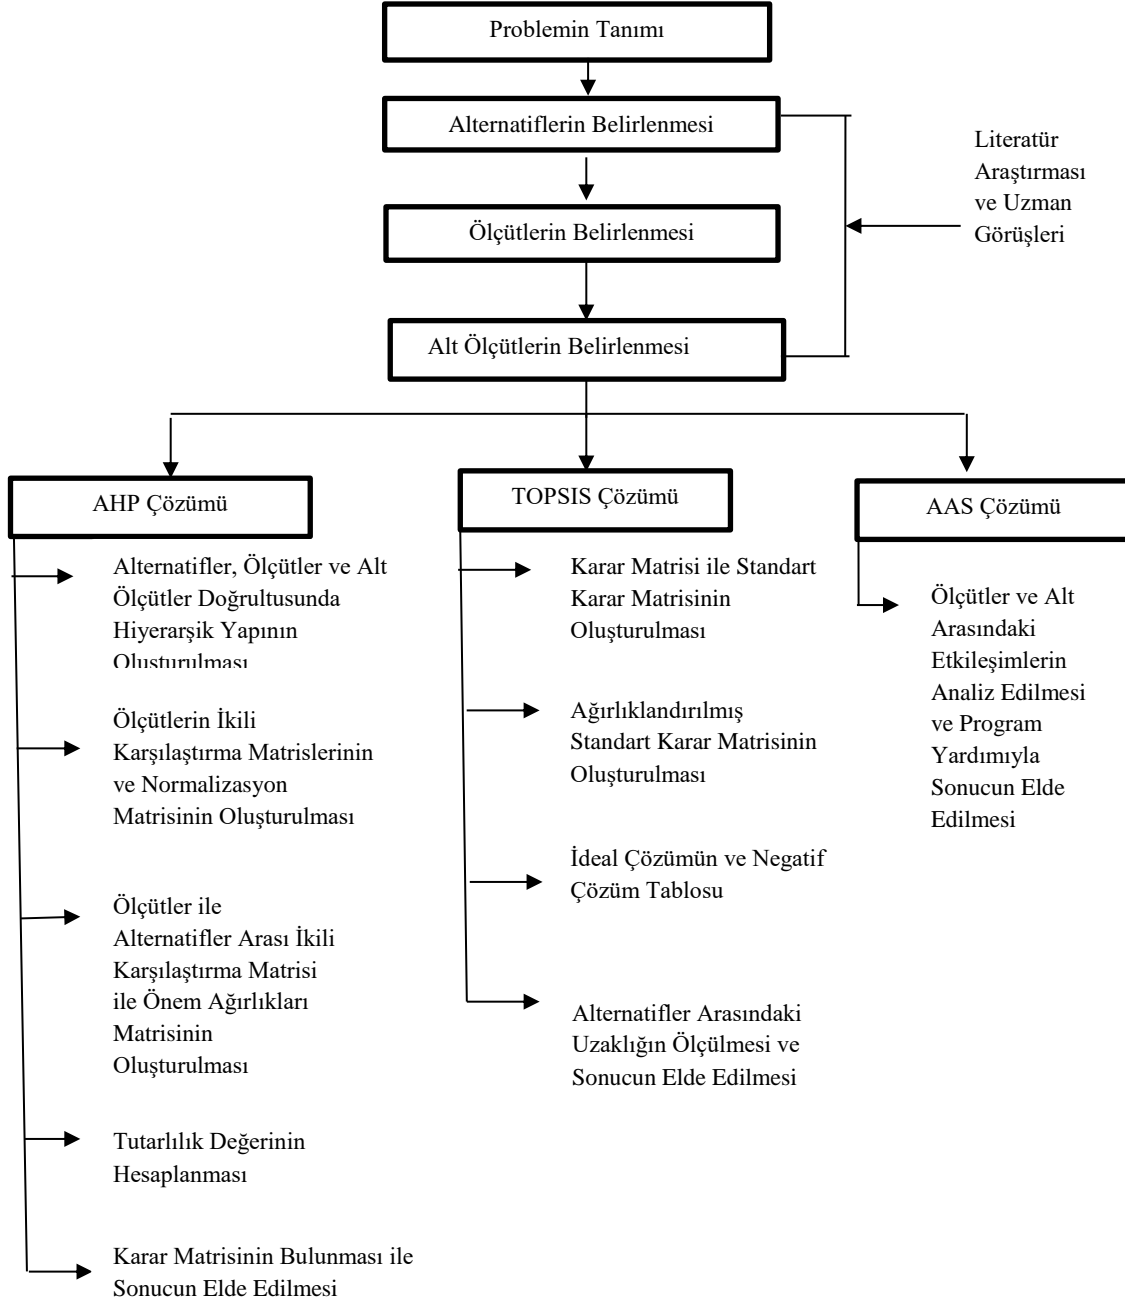 Problemin Tanımı
Alternatiflerin Belirlenmesi
Literatür
Araştırması
ve Uzman
Görüşleri
Ölçütlerin Belirlenmesi
Alt Ölçütlerin Belirlenmesi
AHP Çözümü
Alternatifler, Ölçütler ve Alt
Ölçütler Doğrultusunda
Hiyerarşik Yapının
Oluşturulması
Ölçütlerin İkili
Karşılaştırma Matrislerinin
ve Normalizasyon
Matrisinin Oluşturulması
Ölçütler ile
Alternatifler Arası İkili
Karşılaştırma Matrisi
ile Önem Ağırlıkları
Matrisinin
Oluşturulması
Tutarlılık Değerinin
Hesaplanması
Karar Matrisinin Bulunması ile
Sonucun Elde Edilmesi
TOPSIS Çözümü
Karar Matrisi ile Standart
Karar Matrisinin
Oluşturulması
Ağırlıklandırılmış
Standart Karar Matrisinin
Oluşturulması
İdeal Çözümün ve Negatif
Çözüm Tablosu
Alternatifler Arasındaki
Uzaklığın Ölçülmesi ve
Sonucun Elde Edilmesi
AAS Çözümü
Ölçütler ve Alt
Arasındaki
Etkileşimlerin
Analiz Edilmesi
ve Program
Yardımıyla
Sonucun Elde
Edilmesi